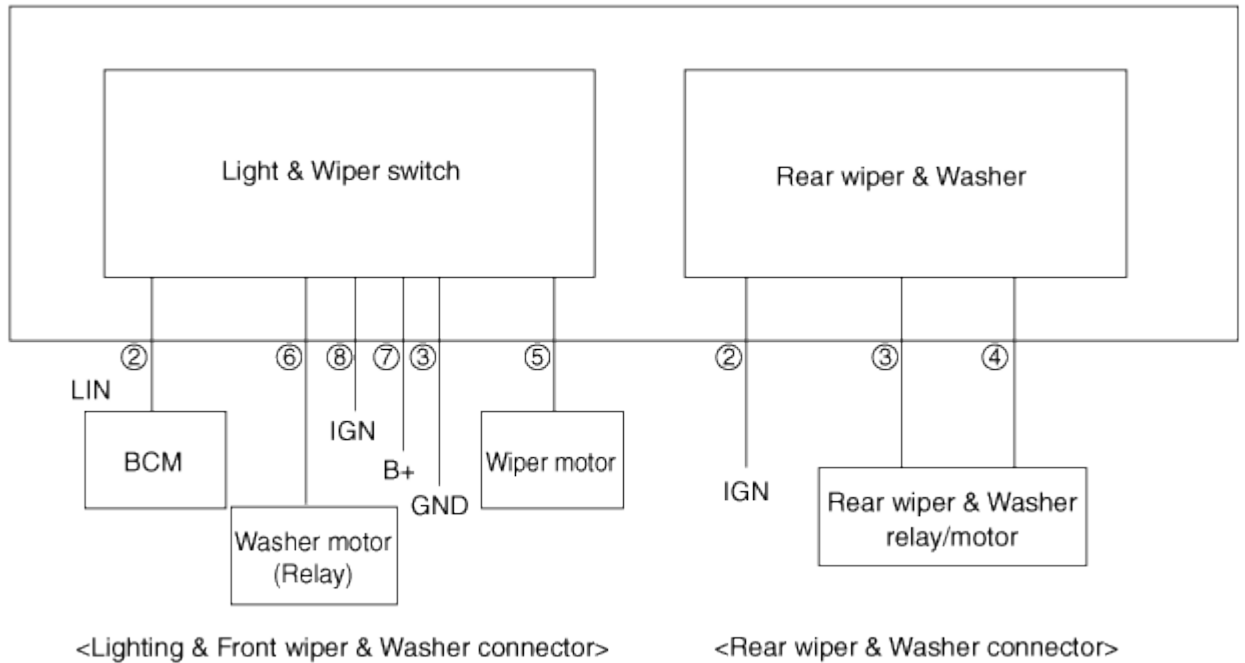 Light & Wiper switch
Rear wiper & Washer
② ⑥ ⑧ ⑦ ③ ⑤ ② ③ ④
LIN
BCM
IGN
B+
GND
Wiper motor
IGN
Rear wiper & Washer
relay/motor
Washer motor
(Relay)
<Lighting & Front wiper & Washer connector>
<Rear wiper & Washer connector>